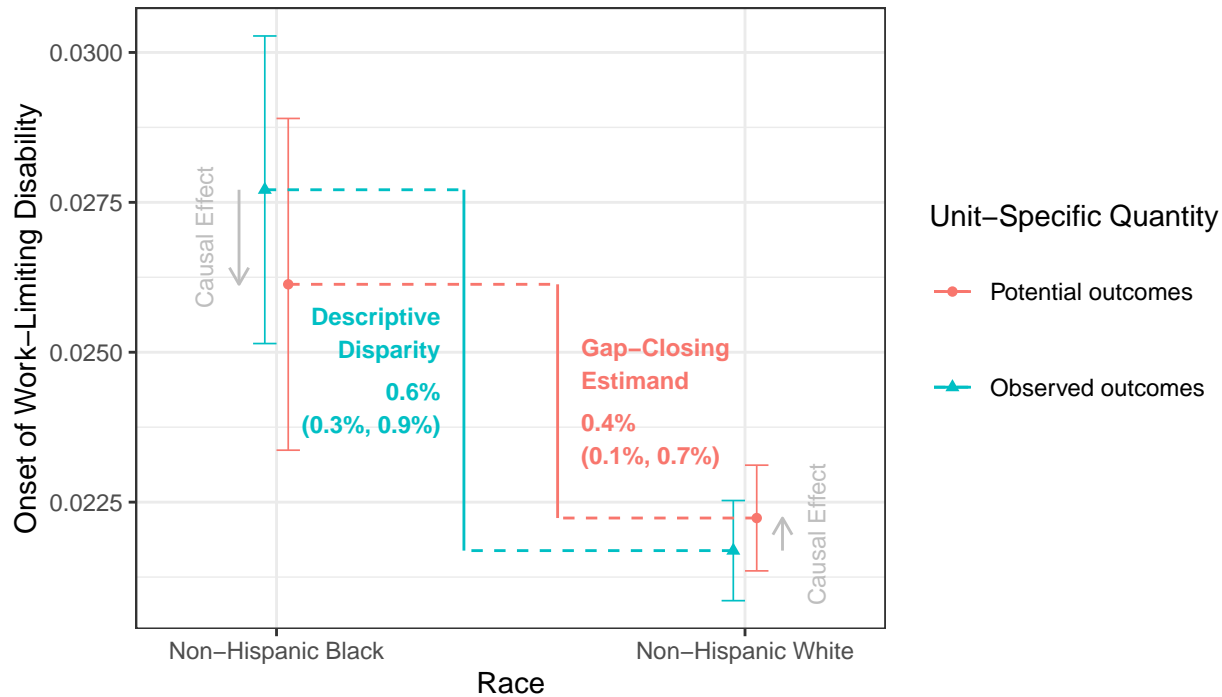 0.0300
0.0275
0.0250
0.0225
Onset of Work−Limiting Disability
Causal Effect
Descriptive
Disparity
0.6%
(0.3%, 0.9%)
Gap−Closing
Estimand
0.4%
(0.1%, 0.7%)
Causal Effect
Non−Hispanic Black
Non−Hispanic White
Race
Unit−Specific Quantity
Potential outcomes
Observed outcomes